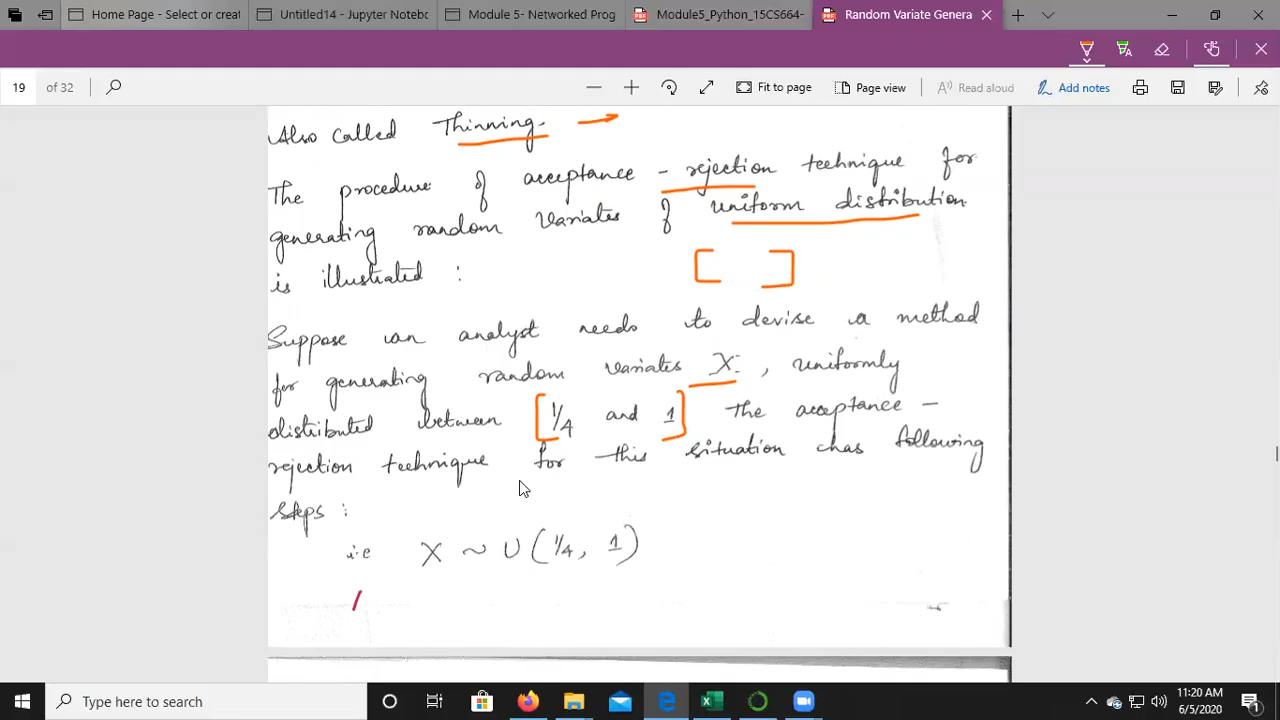 Home Page - Select or creat
Untitled14 - Jupyter Notebo
Module 5- Networked Prog
Module5_Python_15CS664-
Random Variate Genera
19 of 32
Fit to page
Page view
Read aloud
Add notes
Also called Thinning.
The procedure of acceptance - rejection technique for
generating random variates of uniform distribution
is illustrated :
Suppose an analyst needs to devise a method
for generating random variates X: , uniformly
distributed between 1/4 and 1 The acceptance -
rejection technique for this situation has following
steps :
i.e X ~ U (1/4, 1)
Type here to search
11:20 AM
6/5/2020
1